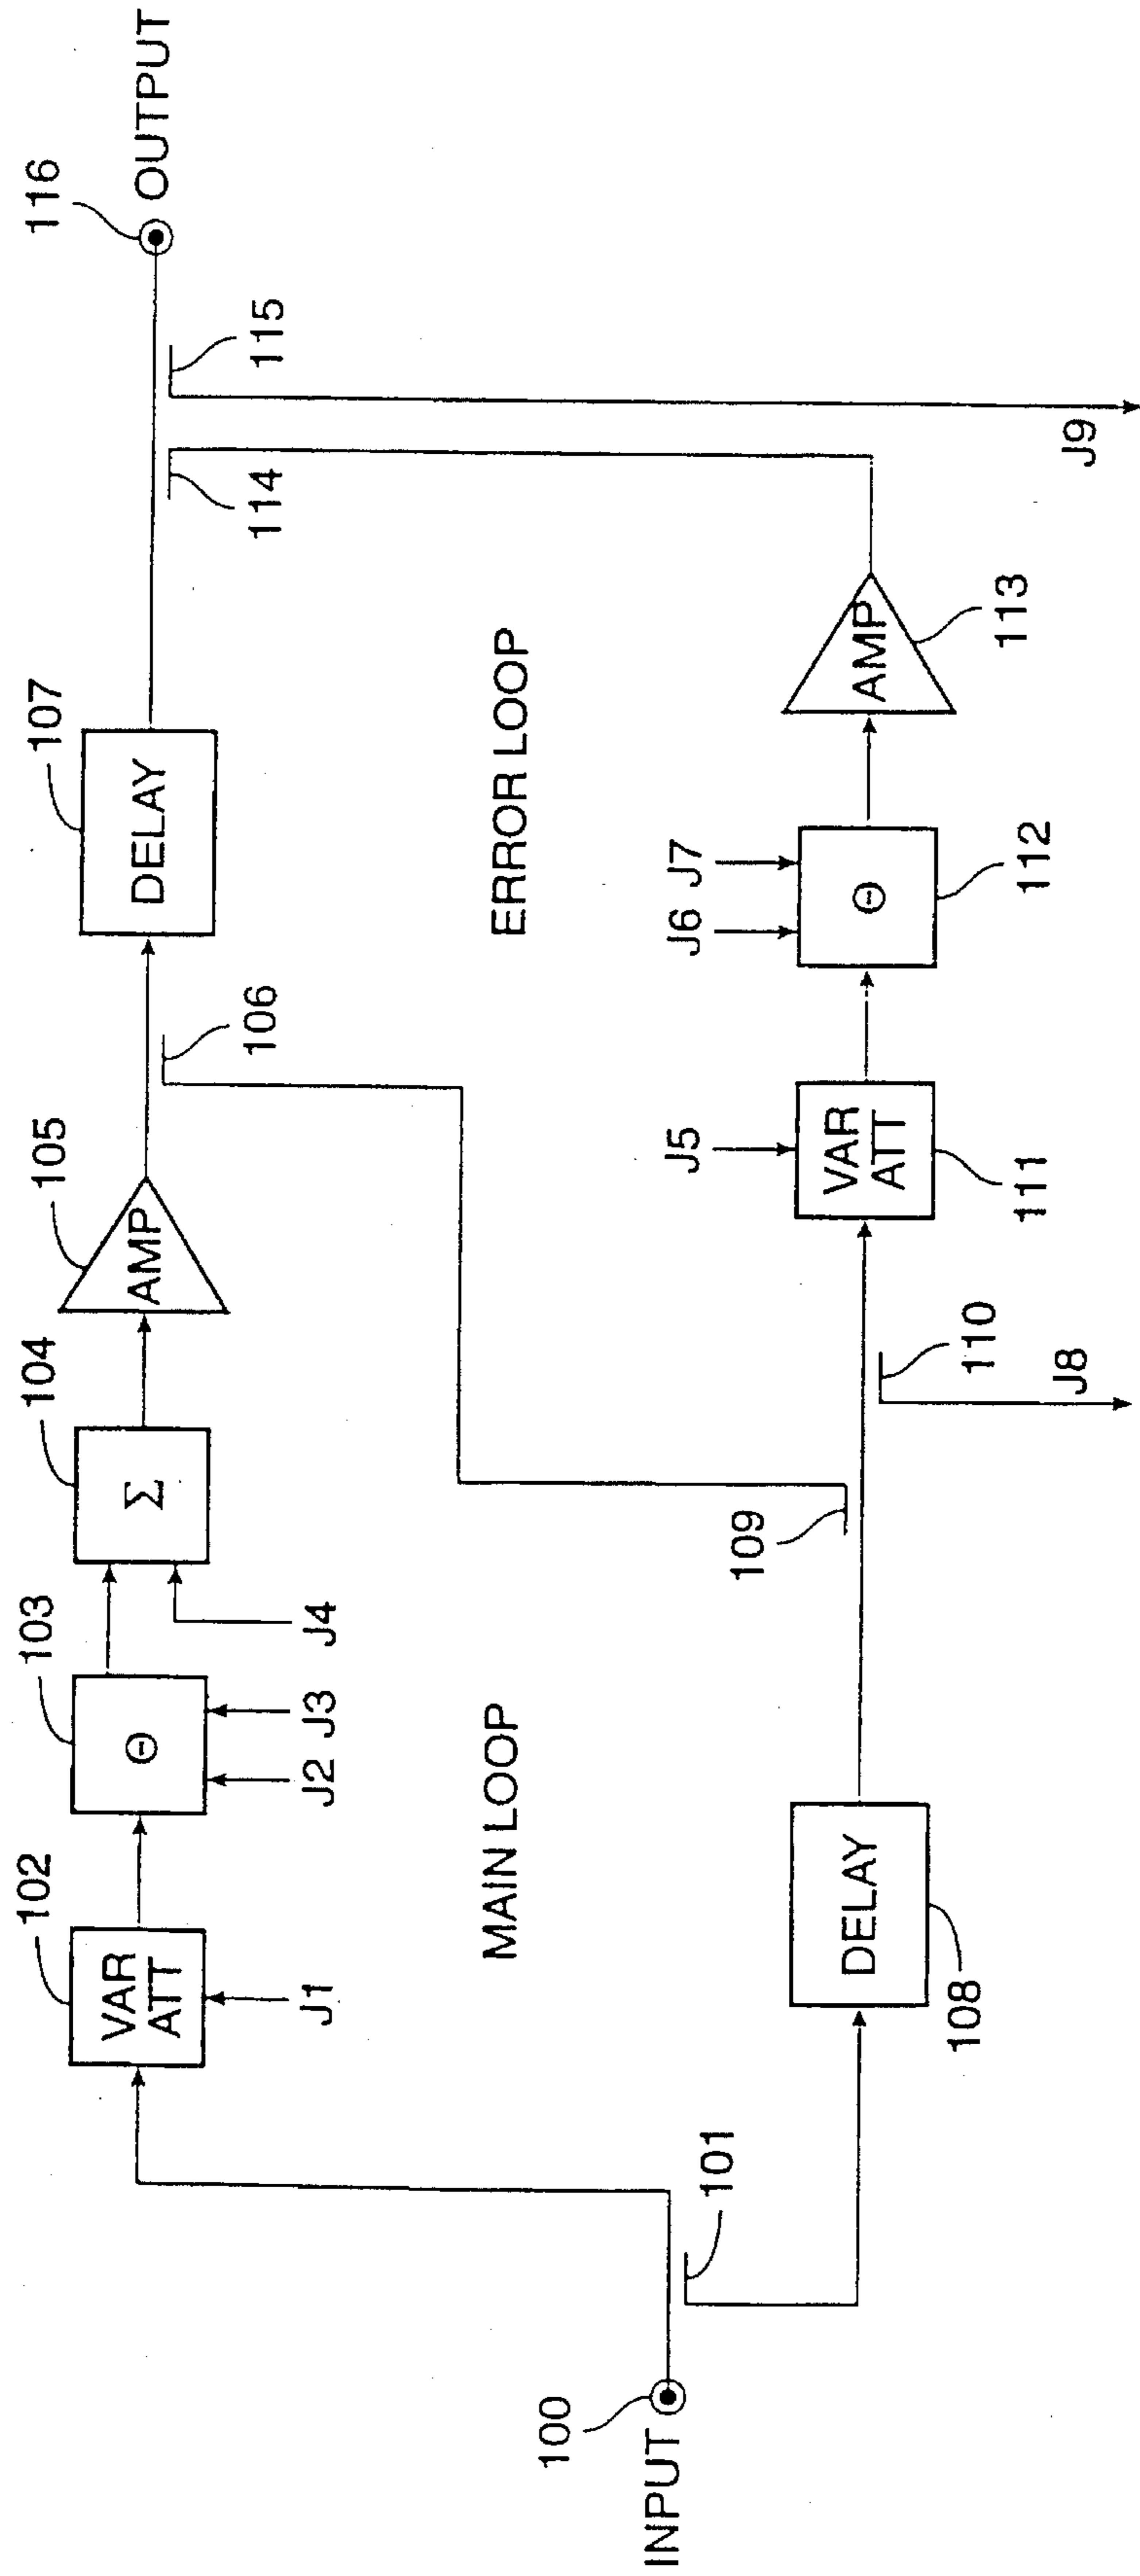 INPUT
100
101
102
VAR
ATT
J1
103
Θ
J2
J3
104
Σ
J4
105
AMP
106
107
DELAY
MAIN LOOP
ERROR LOOP
108
DELAY
109
110
J8
111
VAR
ATT
J5
112
Θ
J6
J7
113
AMP
114
115
J9
116
OUTPUT